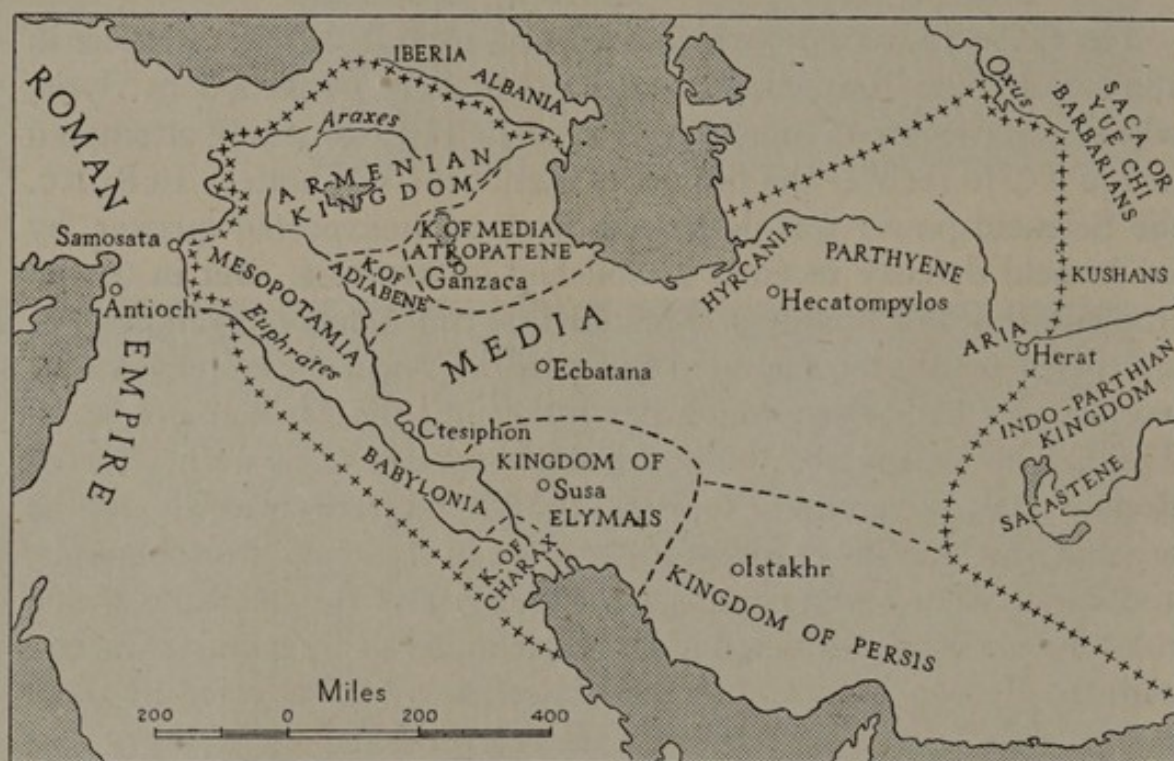 ROMAN
EMPIRE
IBERIA
ALBANIA
Araxes
ARMENIAN
KINGDOM
Oxus
SACA OR
YUE CHI
BARBARIANS
Samosata
Antioch
MESOPOTAMIA
Euphrates
K. OF
ADIABENE
K. OF MEDIA
ATROPATENE
Ganzaca
HYRCANIA
PARTHYENE
Hecatompylos
KUSHANS
MEDIA
Ecbatana
ARIA
Herat
INDO-PARTHIAN
KINGDOM
SACASTENE
Ctesiphon
BABYLONIA
KINGDOM OF
Susa
ELYMAIS
K. OF
CHARAX
Istakhr
KINGDOM OF PERSIS
Miles
200 0 200 400